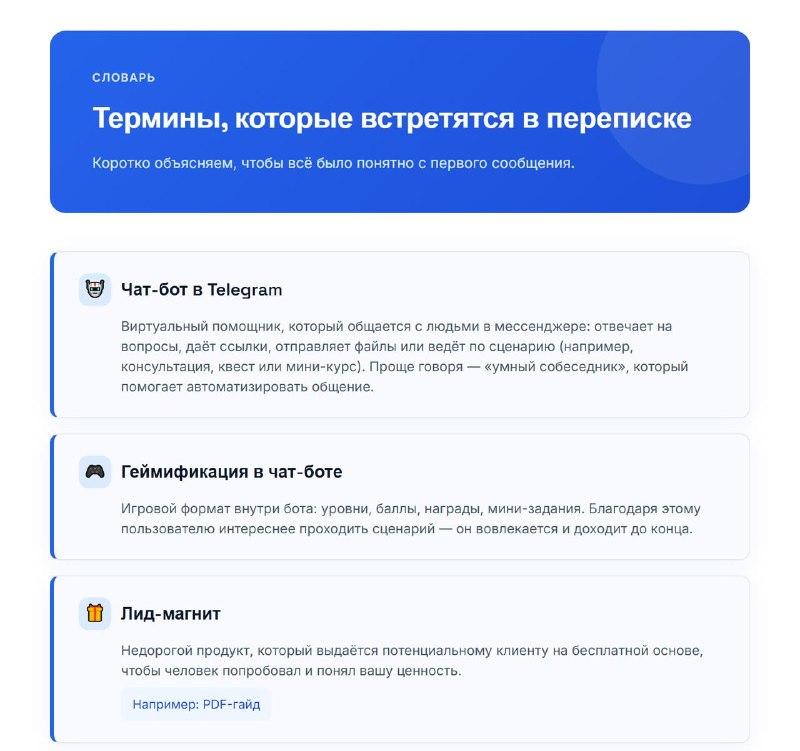 СЛОВАРЬ
Термины, которые встретятся в переписке
Коротко объясняем, чтобы всё было понятно с первого сообщения.
Чат-бот в Telegram
Виртуальный помощник, который общается с людьми в мессенджере: отвечает на
вопросы, даёт ссылки, отправляет файлы или ведёт по сценарию (например,
консультация, квест или мини-курс). Проще говоря — «умный собеседник», который
помогает автоматизировать общение.
Геймификация в чат-боте
Игровой формат внутри бота: уровни, баллы, награды, мини-задания. Благодаря этому
пользователю интереснее проходить сценарий — он вовлекается и доходит до конца.
Лид-магнит
Недорогой продукт, который выдаётся потенциальному клиенту на бесплатной основе,
чтобы человек попробовал и понял вашу ценность.
Например: PDF-гайд